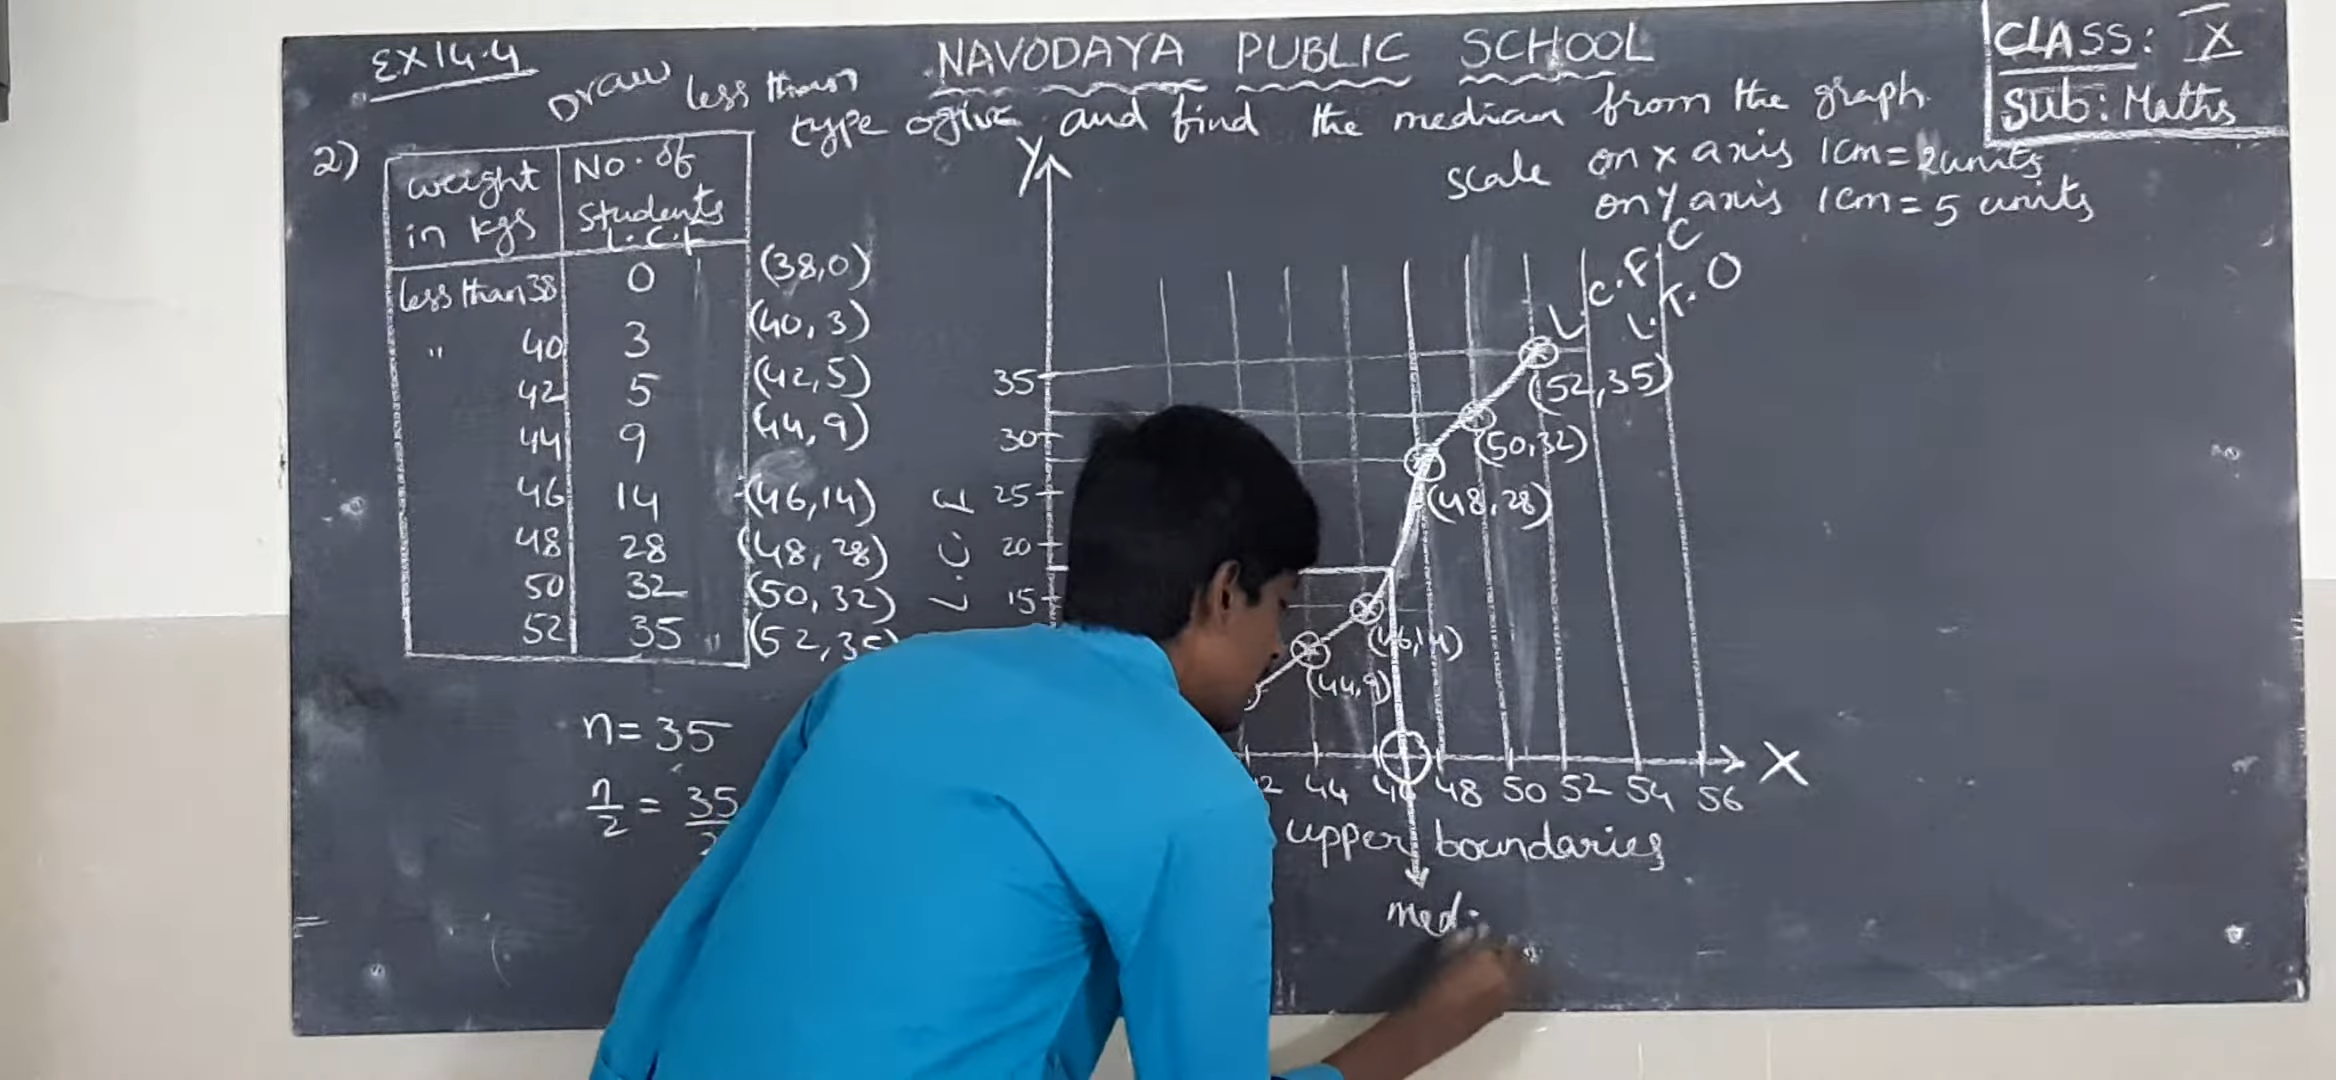 EX 14.4
NAVODAYA PUBLIC SCHOOL
CLASS: X
Sub: Maths
Draw less than type ogive and find the median from the graph.
scale on x axis 1cm = 2units
on y axis 1cm = 5 units
2)
weight in kgs
No. of Students
L.C.F
less than 38 0 (38,0)
" 40 3 (40,3)
42 5 (42,5)
44 9 (44,9)
46 14 (46,14)
48 28 (48,28)
50 32 (50,32)
52 35 (52,35)
n = 35
n/2 = 35
Y
35
30
25
20
15
L.C.F
L.C.F.C
L.T.O
(52,35)
(50,32)
(48,28)
(46,14)
(44,9)
44 46 48 50 52 54 56
X
upper boundaries
medi